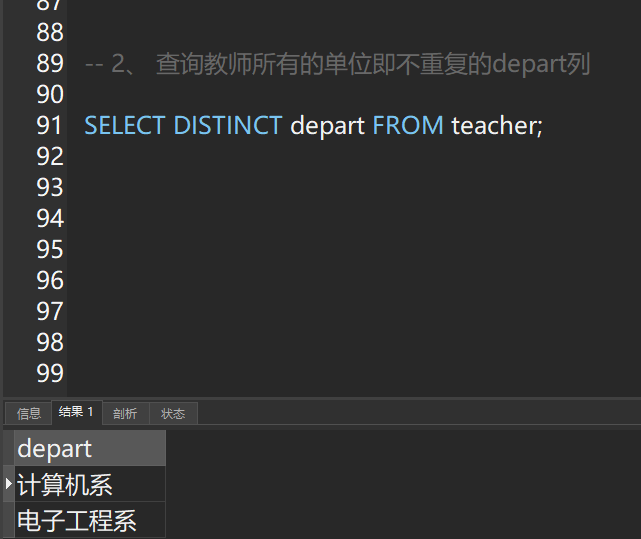 87
88
89 -- 2、 查询教师所有的单位即不重复的depart列
90
91 SELECT DISTINCT depart FROM teacher;
92
93
94
95
96
97
98
99
信息 结果 1 剖析 状态
depart
计算机系
电子工程系